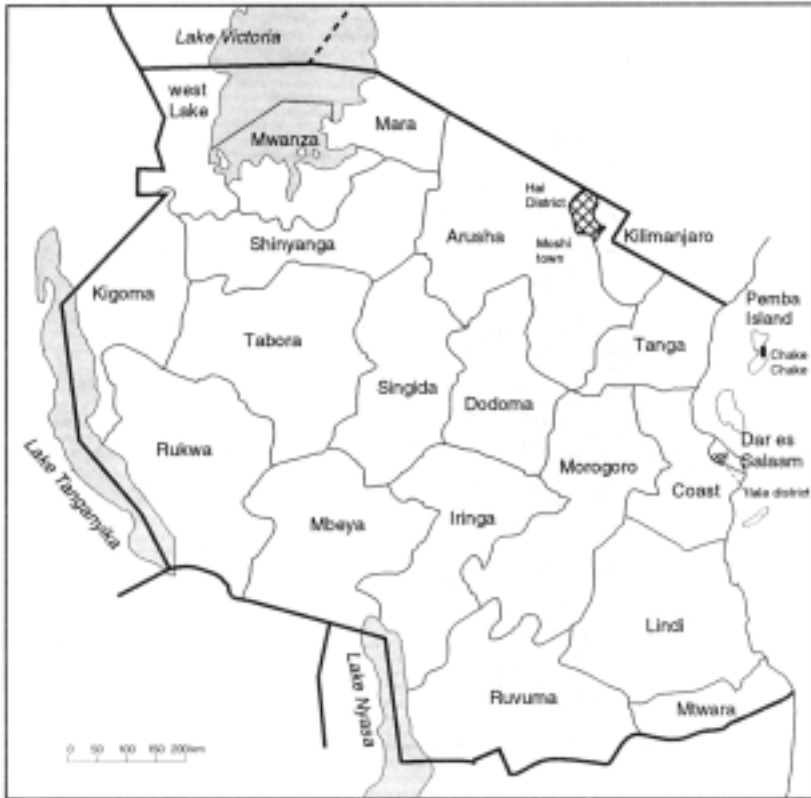 Lake Victoria
west
Lake
Mara
Mwanza
Hai
District
Kilimanjaro
Arusha
Moshi
town
Shinyanga
Kigoma
Pemba
Island
Tabora
Tanga
Chake
Chake
Singida
Dodoma
Dar es
Salaam
Rukwa
Morogoro
Coast
Ilala district
Lake Tanganyika
Mbeya
Iringa
Lindi
Lake Nyasa
Ruvuma
Mtwara
0 50 100 150 200km